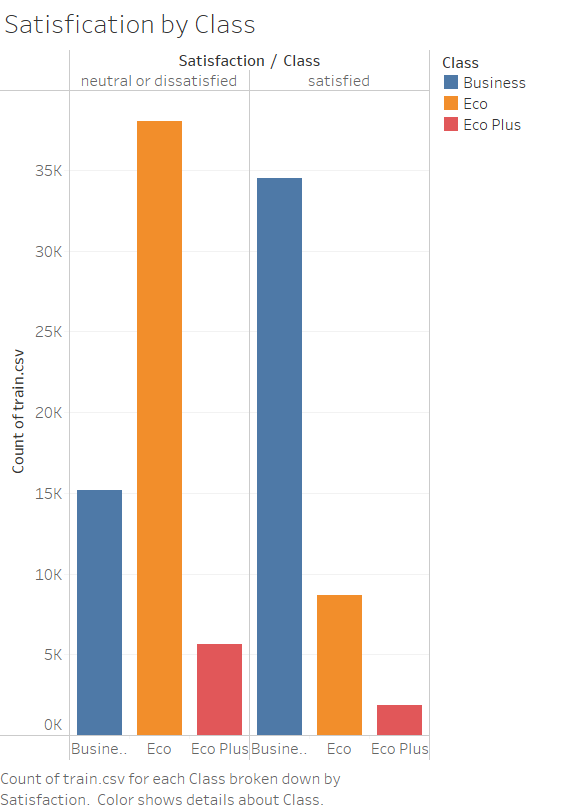 Satisfication by Class
Satisfaction / Class
neutral or dissatisfied
satisfied
Class
Business
Eco
Eco Plus
Count of train.csv
35K
30K
25K
20K
15K
10K
5K
0K
Busine.. Eco Eco Plus Busine.. Eco Eco Plus
Count of train.csv for each Class broken down by
Satisfaction. Color shows details about Class.